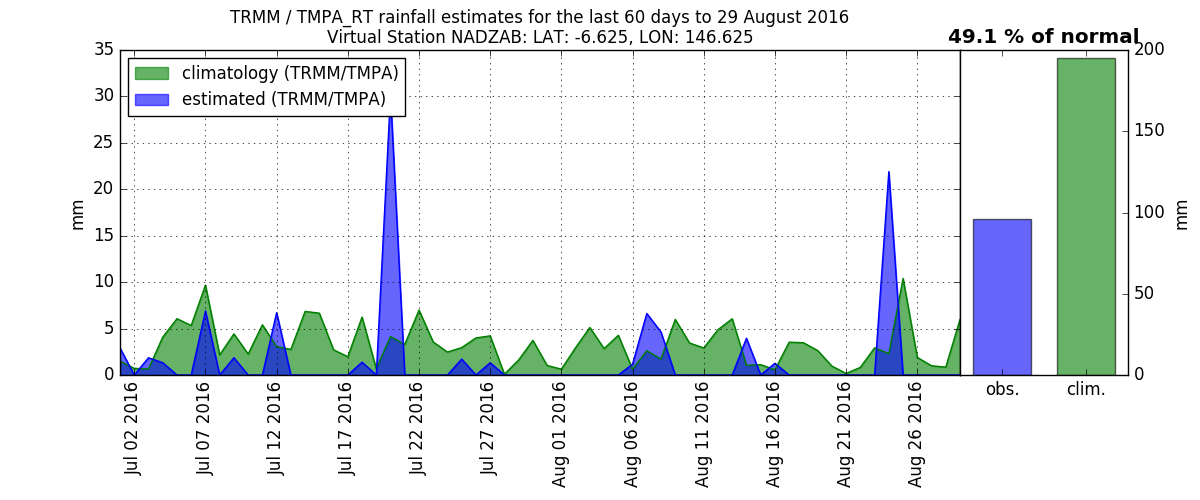 TRMM / TMPA_RT rainfall estimates for the last 60 days to 29 August 2016
Virtual Station NADZAB: LAT: -6.625, LON: 146.625
49.1 % of normal
climatology (TRMM/TMPA)
estimated (TRMM/TMPA)
35
30
25
20
15
10
5
0
mm
Jul 02 2016
Jul 07 2016
Jul 12 2016
Jul 17 2016
Jul 22 2016
Jul 27 2016
Aug 01 2016
Aug 06 2016
Aug 11 2016
Aug 16 2016
Aug 21 2016
Aug 26 2016
obs.
clim.
200
150
100
50
0
mm